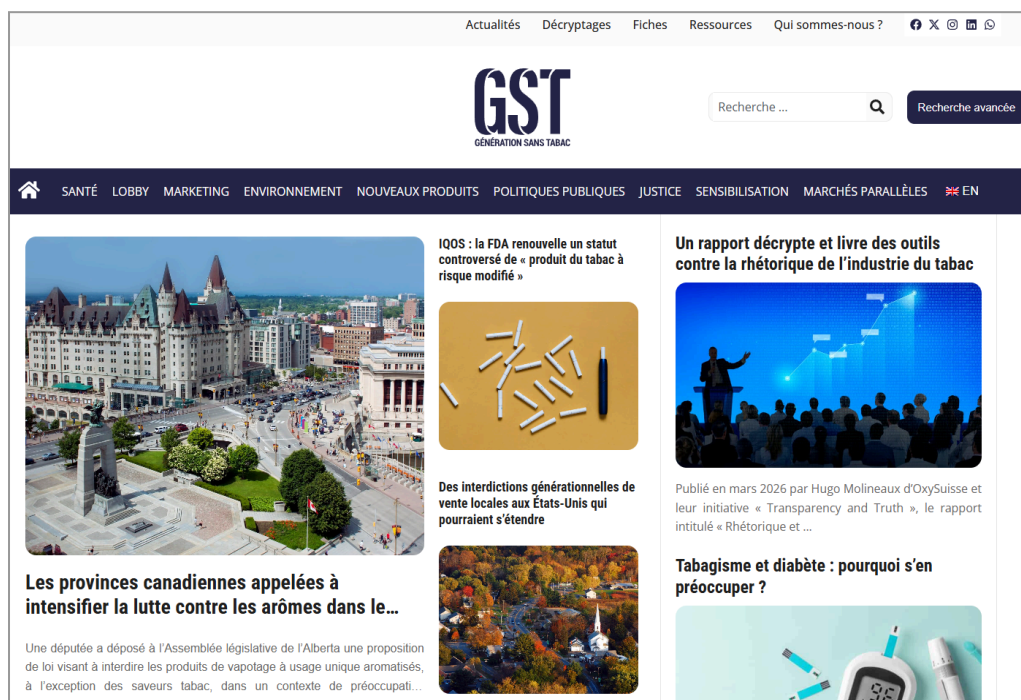 Actualités Décryptages Fiches Ressources Qui sommes-nous ?
GST
GÉNÉRATION SANS TABAC
Recherche ...
Recherche avancée
SANTÉ LOBBY MARKETING ENVIRONNEMENT NOUVEAUX PRODUITS POLITIQUES PUBLIQUES JUSTICE SENSIBILISATION MARCHÉS PARALLÈLES EN
Les provinces canadiennes appelées à
intensifier la lutte contre les arômes dans le...
Une députée a déposé à l'Assemblée législative de l'Alberta une proposition
de loi visant à interdire les produits de vapotage à usage unique aromatisés,
à l'exception des saveurs tabac, dans un contexte de préoccupati...
IQOS : la FDA renouvelle un statut
controversé de « produit du tabac à
risque modifié »
Des interdictions générationnelles de
vente locales aux États-Unis qui
pourraient s'étendre
Un rapport décrypte et livre des outils
contre la rhétorique de l'industrie du tabac
Publié en mars 2026 par Hugo Molineaux d'OxySuisse et
leur initiative « Transparency and Truth », le rapport
intitulé « Rhétorique et ...
Tabagisme et diabète : pourquoi s'en
préoccuper ?